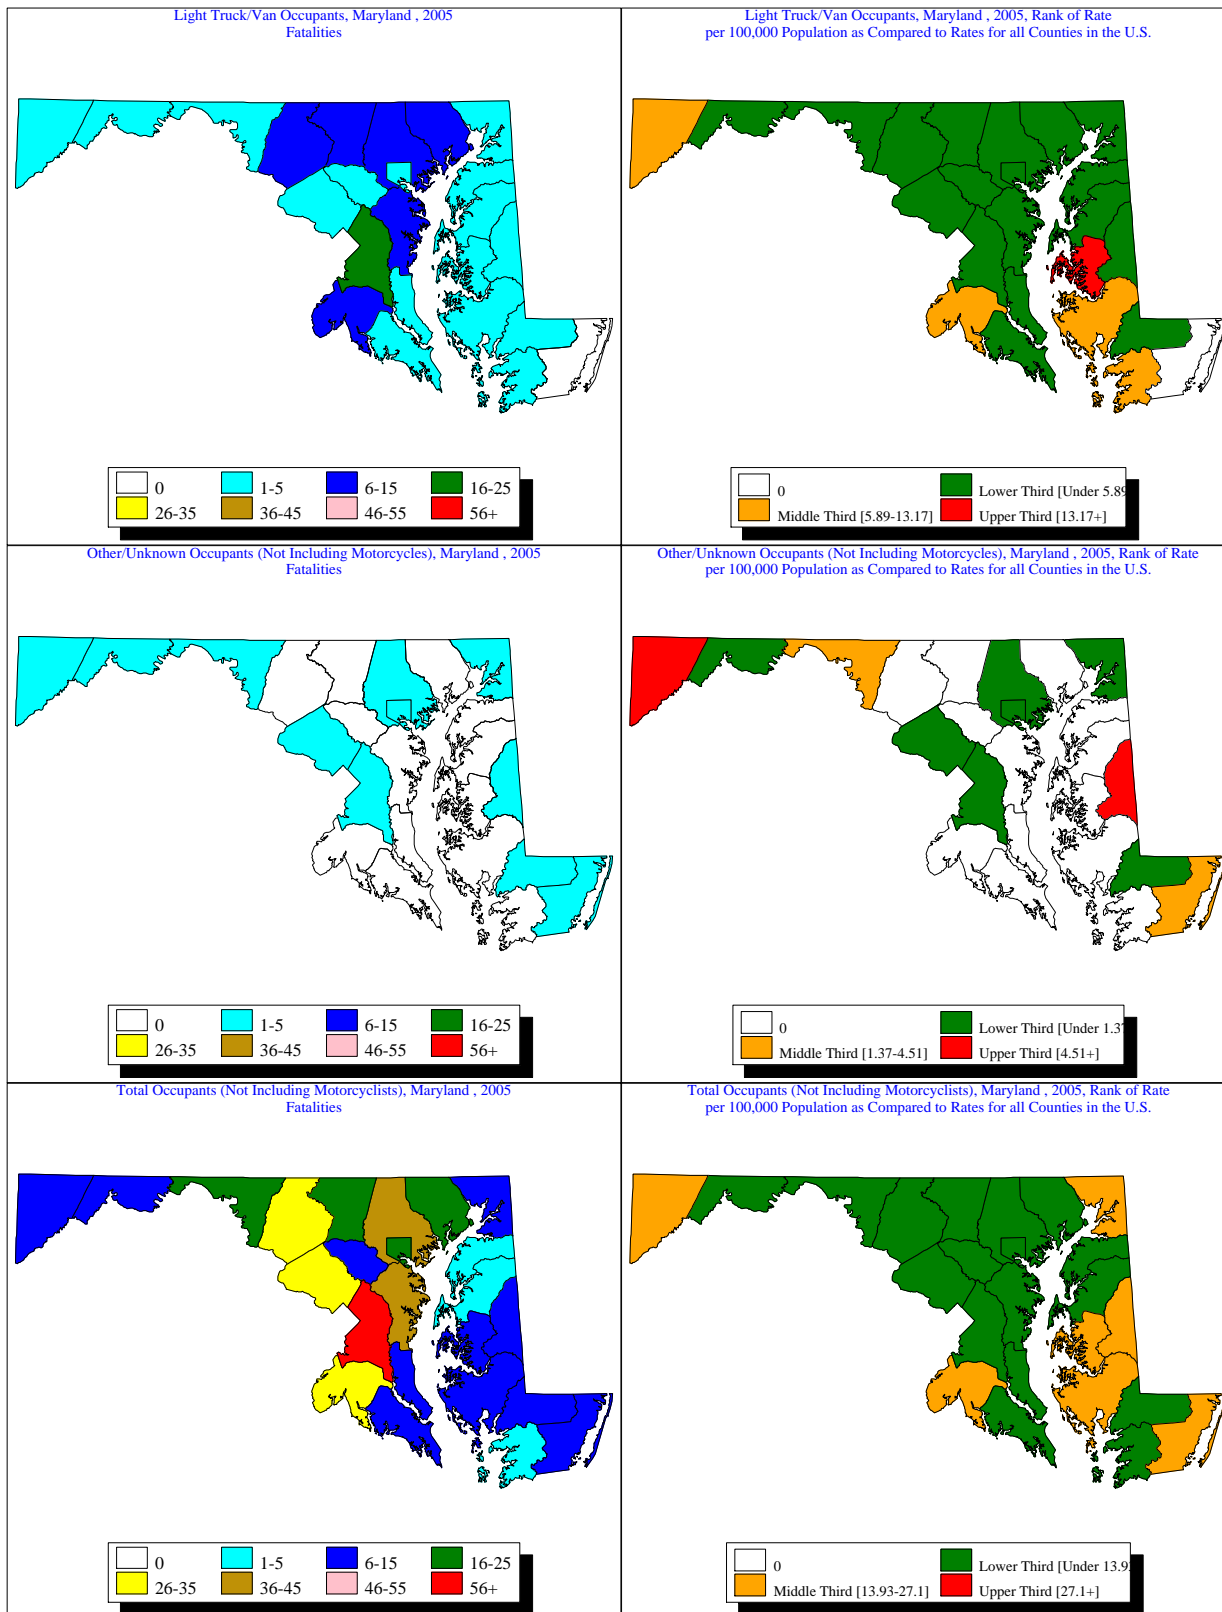 Light Truck/Van Occupants, Maryland , 2005
Fatalities
0
1-5
6-15
16-25
26-35
36-45
46-55
56+
Light Truck/Van Occupants, Maryland , 2005, Rank of Rate
per 100,000 Population as Compared to Rates for all Counties in the U.S.
0
Lower Third [Under 5.89
Middle Third [5.89-13.17]
Upper Third [13.17+]
Other/Unknown Occupants (Not Including Motorcycles), Maryland , 2005
Fatalities
0
1-5
6-15
16-25
26-35
36-45
46-55
56+
Other/Unknown Occupants (Not Including Motorcycles), Maryland , 2005, Rank of Rate
per 100,000 Population as Compared to Rates for all Counties in the U.S.
0
Lower Third [Under 1.37
Middle Third [1.37-4.51]
Upper Third [4.51+]
Total Occupants (Not Including Motorcyclists), Maryland , 2005
Fatalities
0
1-5
6-15
16-25
26-35
36-45
46-55
56+
Total Occupants (Not Including Motorcyclists), Maryland , 2005, Rank of Rate
per 100,000 Population as Compared to Rates for all Counties in the U.S.
0
Lower Third [Under 13.93
Middle Third [13.93-27.1]
Upper Third [27.1+]